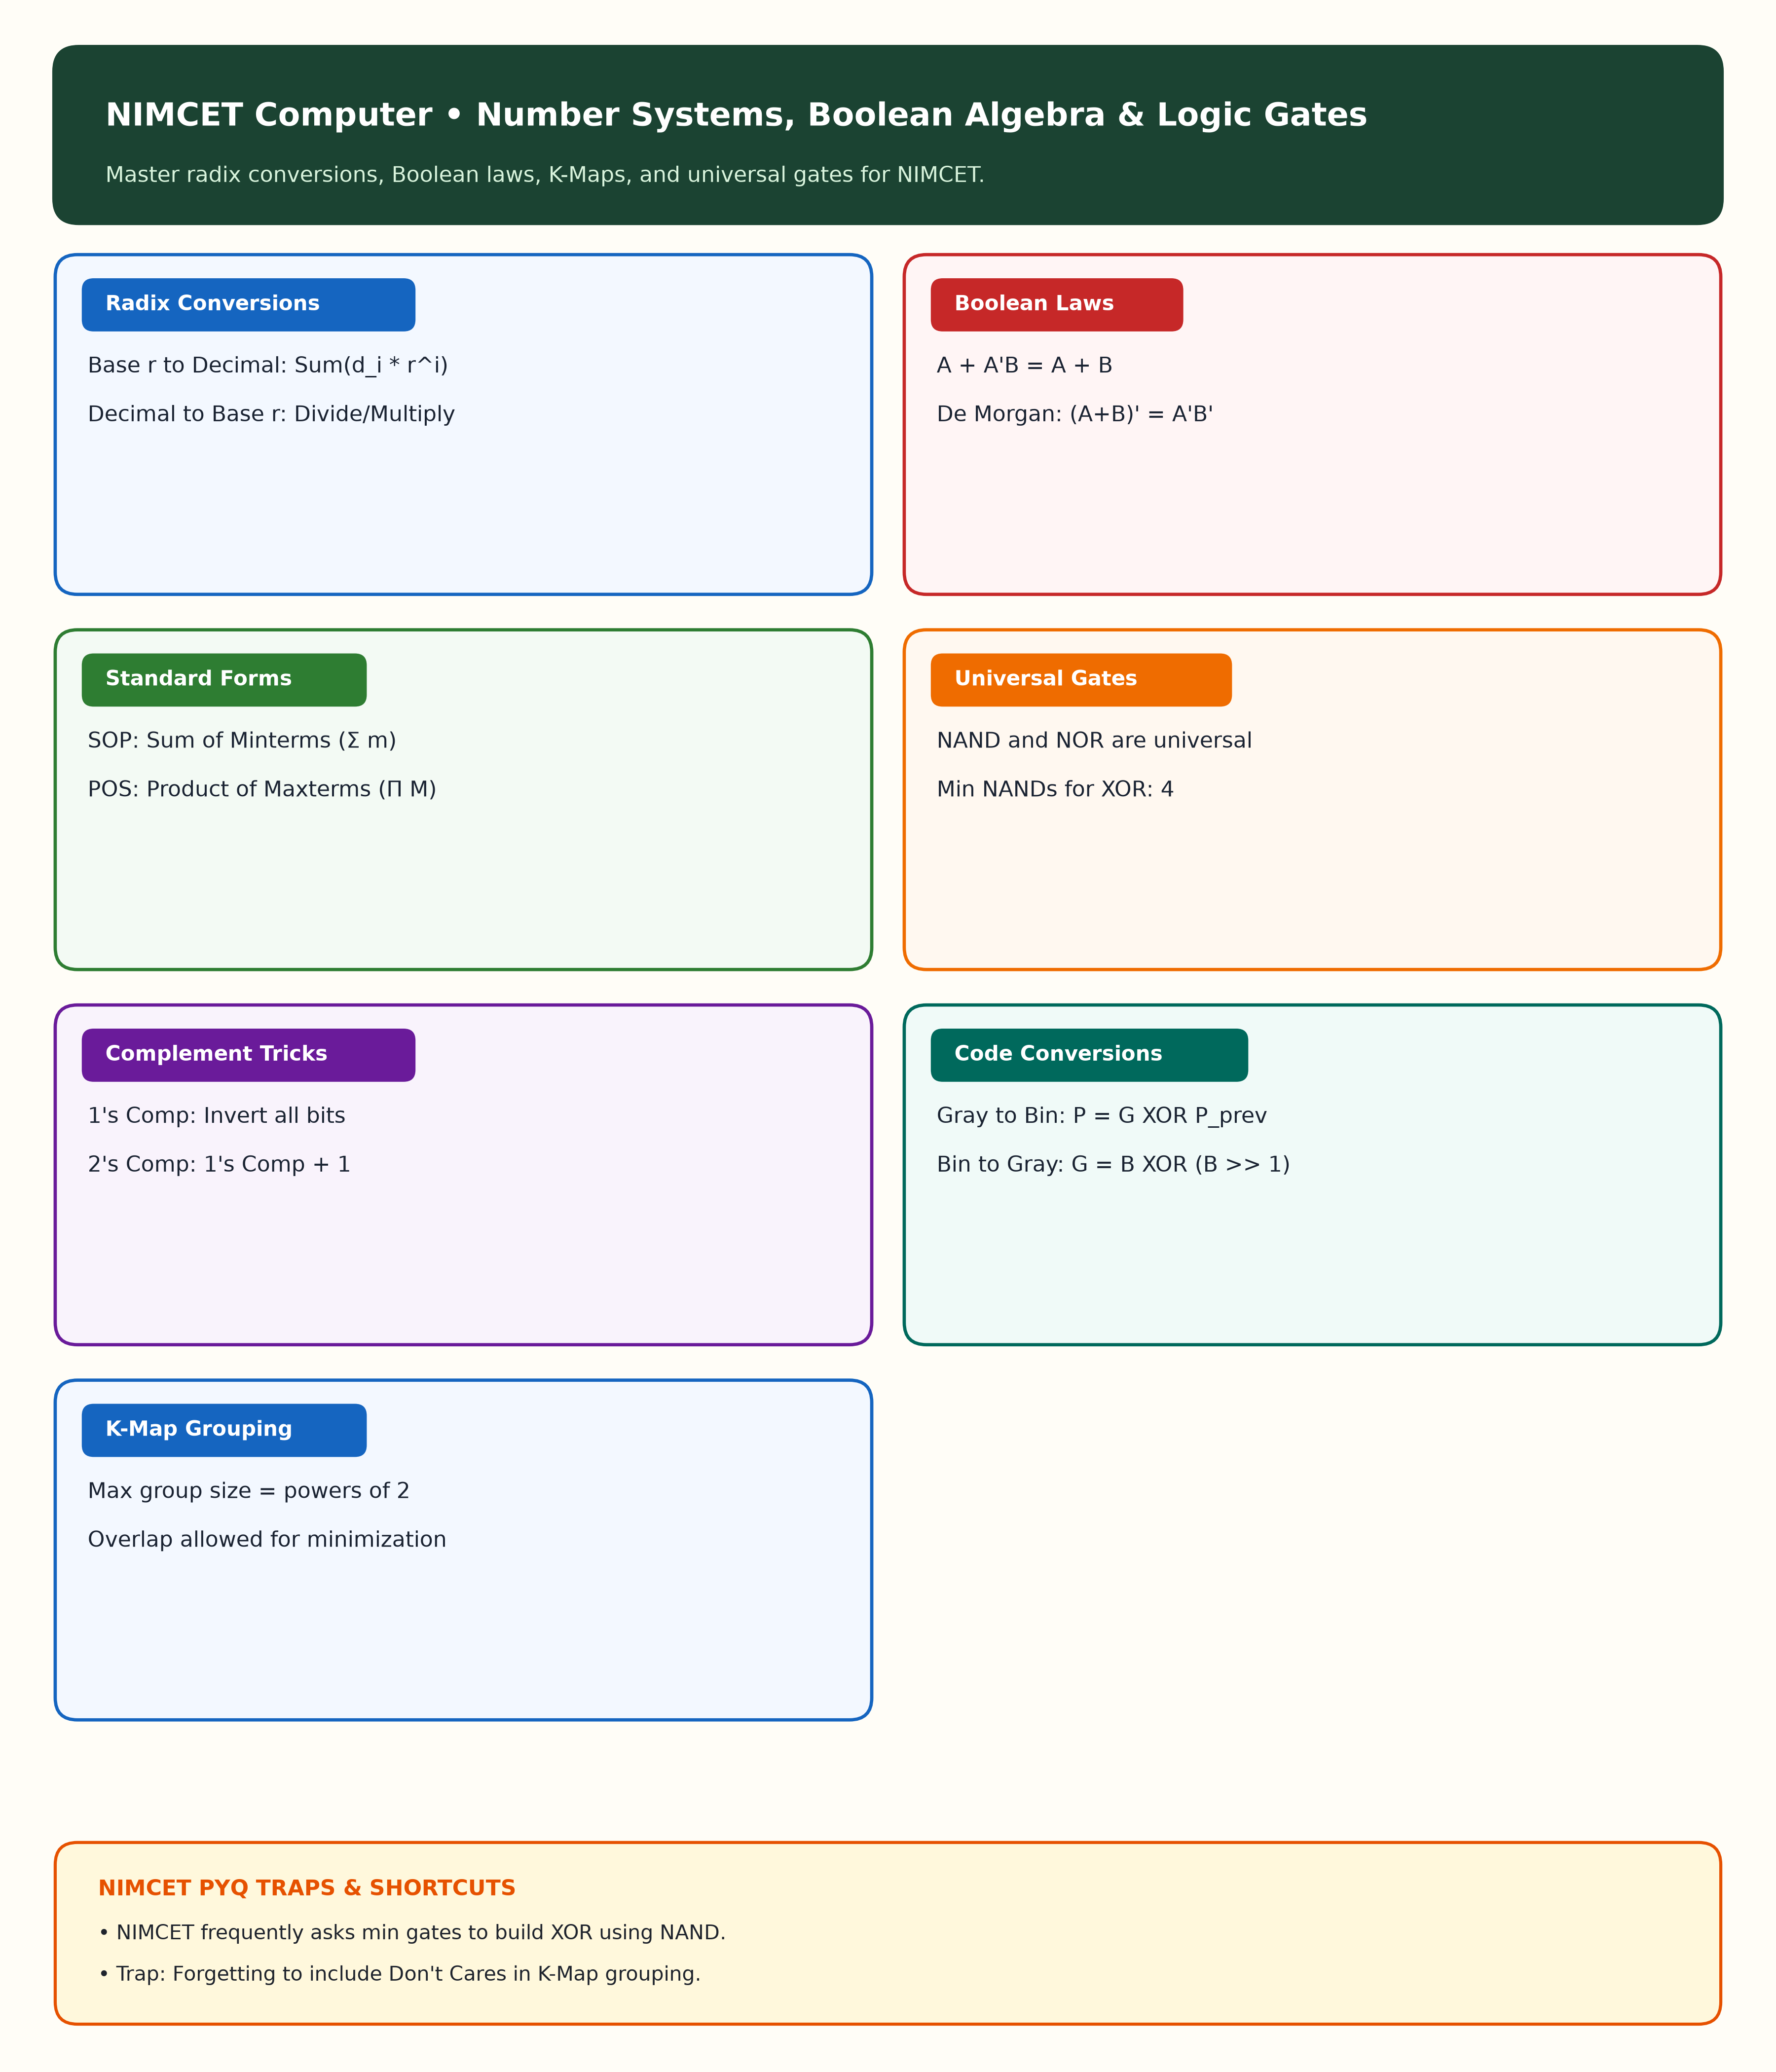 NIMCET Computer • Number Systems, Boolean Algebra & Logic Gates
Master radix conversions, Boolean laws, K-Maps, and universal gates for NIMCET.
Radix Conversions
Base r to Decimal: Sum(d_i * r^i)
Decimal to Base r: Divide/Multiply
Boolean Laws
A + A'B = A + B
De Morgan: (A+B)' = A'B'
Standard Forms
SOP: Sum of Minterms (Σ m)
POS: Product of Maxterms (Π M)
Universal Gates
NAND and NOR are universal
Min NANDs for XOR: 4
Complement Tricks
1's Comp: Invert all bits
2's Comp: 1's Comp + 1
Code Conversions
Gray to Bin: P = G XOR P_prev
Bin to Gray: G = B XOR (B >> 1)
K-Map Grouping
Max group size = powers of 2
Overlap allowed for minimization
NIMCET PYQ TRAPS & SHORTCUTS
• NIMCET frequently asks min gates to build XOR using NAND.
• Trap: Forgetting to include Don't Cares in K-Map grouping.